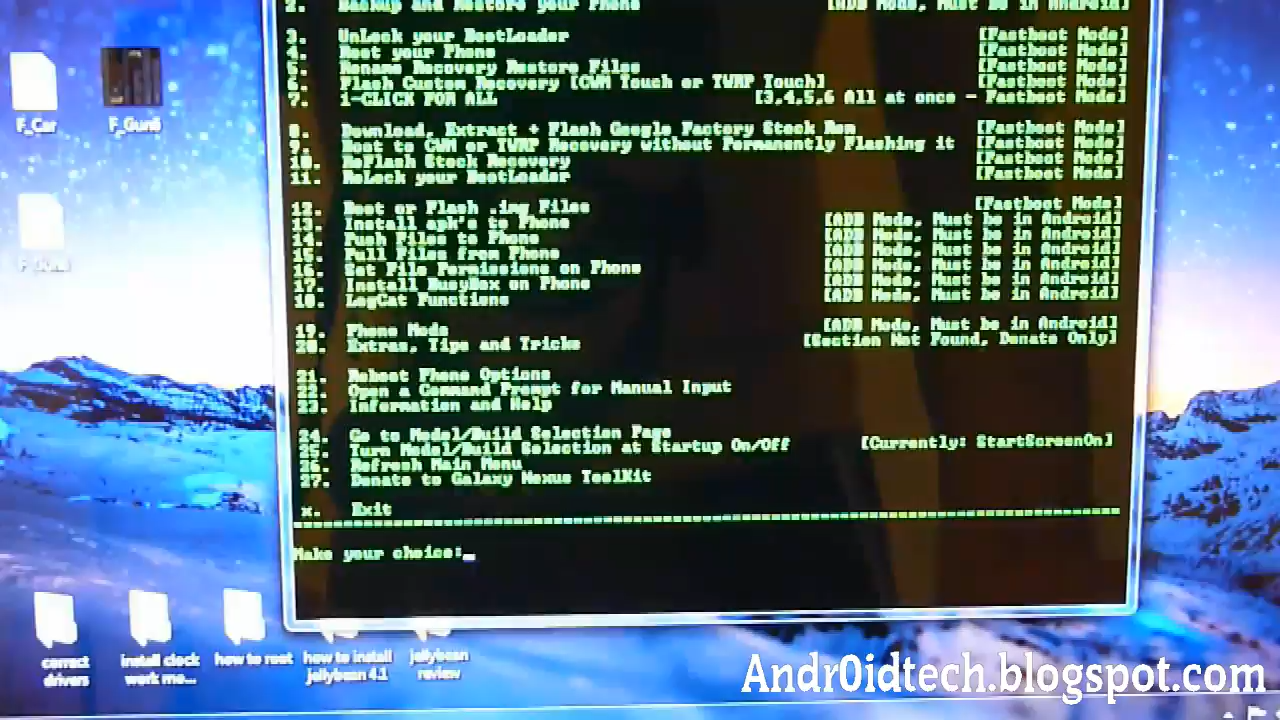 2. Backup and Restore your Phone [ADB Mode, Must be in Android]
3. UnLock your BootLoader [Fastboot Mode]
4. Root your Phone [Fastboot Mode]
5. Rename Recovery Restore Files [Fastboot Mode]
6. Flash Custom Recovery [CWM Touch or TWRP Touch] [Fastboot Mode]
7. 1-CLICK FOR ALL [3,4,5,6 All at once - Fastboot Mode]
8. Download, Extract + Flash Google Factory Stock Rom [Fastboot Mode]
9. Boot to CWM or TWRP Recovery without Permanently Flashing it [Fastboot Mode]
10. ReFlash Stock Recovery [Fastboot Mode]
11. ReLock your BootLoader [Fastboot Mode]
12. Boot or Flash .img Files [Fastboot Mode]
13. Install apk's to Phone [ADB Mode, Must be in Android]
14. Push Files to Phone [ADB Mode, Must be in Android]
15. Pull Files from Phone [ADB Mode, Must be in Android]
16. Set File Permissions on Phone [ADB Mode, Must be in Android]
17. Install BusyBox on Phone [ADB Mode, Must be in Android]
18. LogCat Functions [ADB Mode, Must be in Android]
19. Phone Mods [ADB Mode, Must be in Android]
20. Extras, Tips and Tricks [Section Not Found, Donate Only]
21. Reboot Phone Options
22. Open a Command Prompt for Manual Input
23. Information and Help
24. Go to Model/Build Selection Page
25. Turn Model/Build Selection at Startup On/Off [Currently: StartScreenOn]
26. Refresh Main Menu
27. Donate to Galaxy Nexus ToolKit
x. Exit
Make your choice:
F_Car F_Gun6
correct drivers
install clock work mo...
how to root
how to install jellybean 4.1
jellybean review
Andr0idtech.blogspot.com